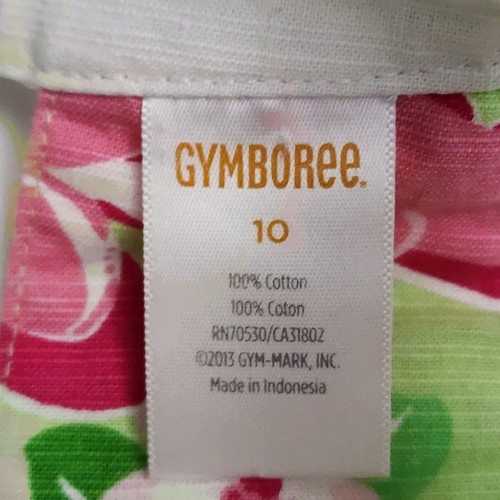 GYMBOREE.
10
100% Cotton
100% Coton
RN70530/CA31802
©2013 GYM-MARK, INC.
Made in Indonesia